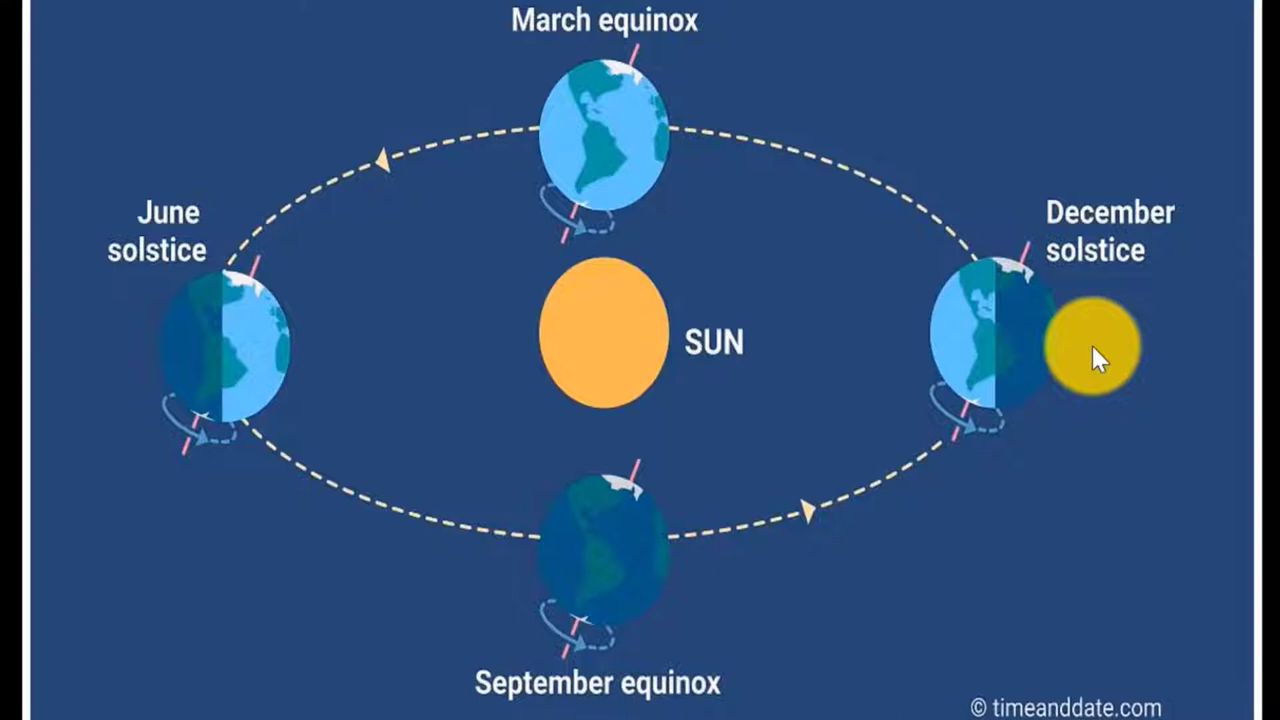 March equinox
June
solstice
December
solstice
SUN
September equinox
© timeanddate.com